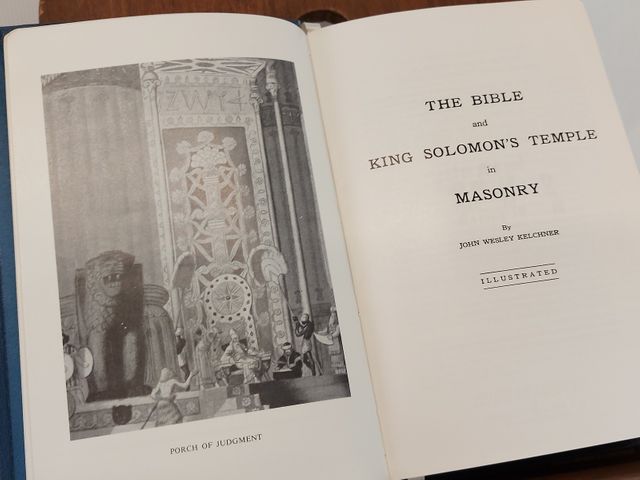 PORCH OF JUDGMENT
THE BIBLE
and
KING SOLOMON'S TEMPLE
in
MASONRY
By
JOHN WESLEY KELCHNER
ILLUSTRATED